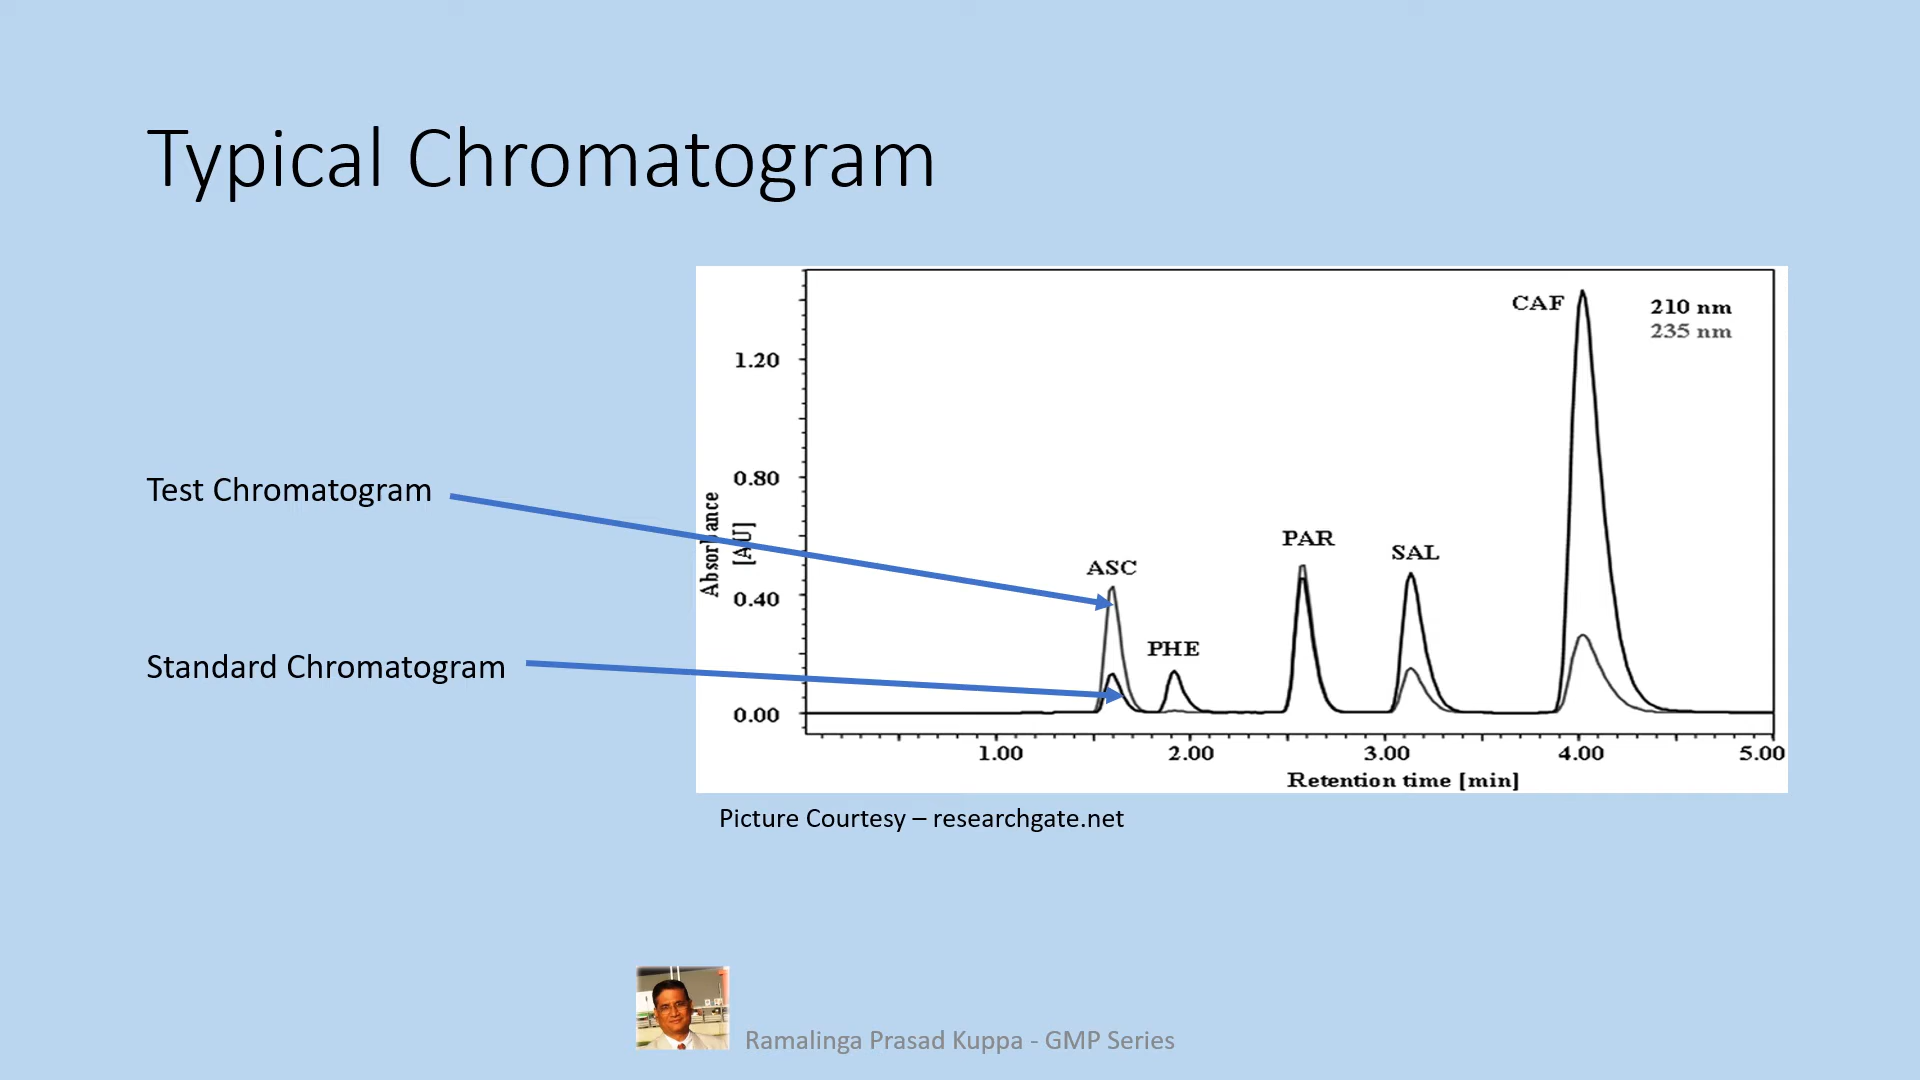 Typical Chromatogram
Test Chromatogram
Standard Chromatogram
CAF
210 nm
235 nm
1.20
0.80
0.40
0.00
Absorbance
[AU]
ASC
PHE
PAR
SAL
1.00
2.00
3.00
4.00
5.00
Retention time [min]
Picture Courtesy – researchgate.net
Ramalinga Prasad Kuppa - GMP Series